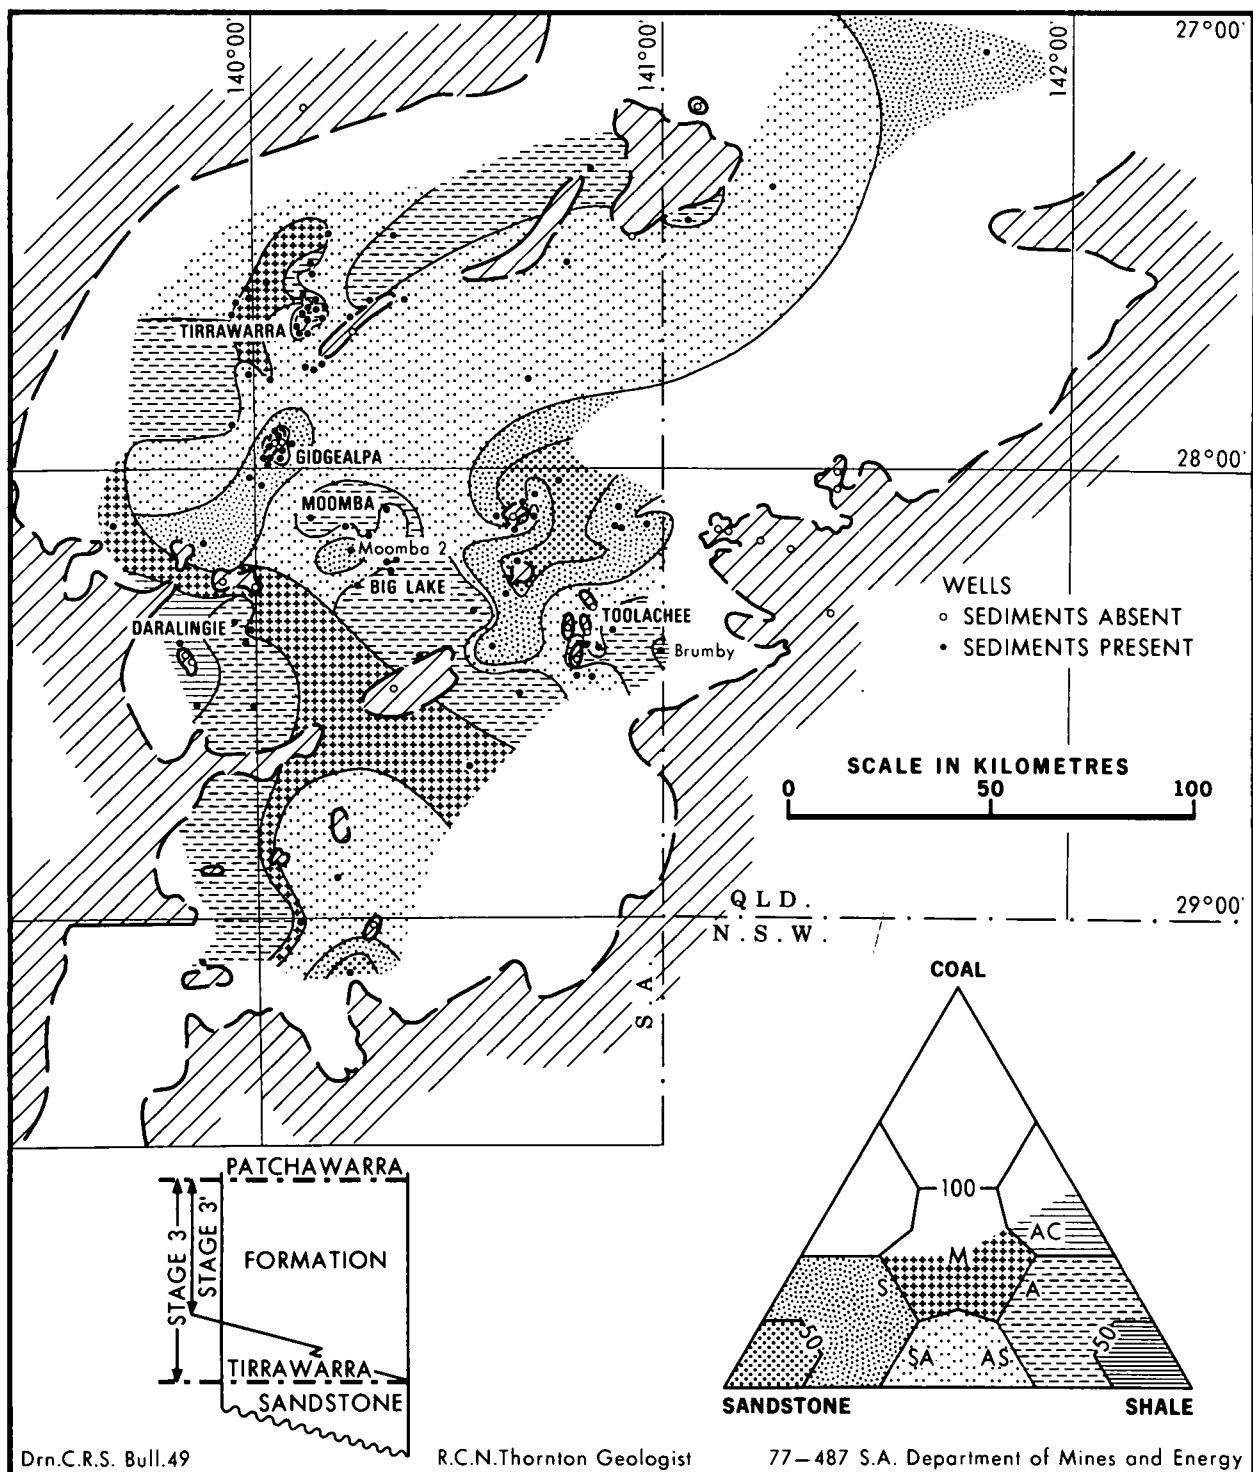 140°00'
141°00'
142°00'
27°00'
TIRRAWARRA
GIDGEALPA
28°00'
MOOMBA
Moomba 2
BIG LAKE
WELLS
SEDIMENTS ABSENT
SEDIMENTS PRESENT
DARALINGIE
TOOLACHEE
Brumby
SCALE IN KILOMETRES
0 50 100
QLD.
N.S.W.
S.A.
29°00'
COAL
100
AC
M
S
A
50
50
SA
AS
SANDSTONE
SHALE
PATCHAWARRA
STAGE 3
STAGE 3'
FORMATION
TIRRAWARRA
SANDSTONE
Drn.C.R.S. Bull.49
R.C.N.Thornton Geologist
77–487 S.A. Department of Mines and Energy